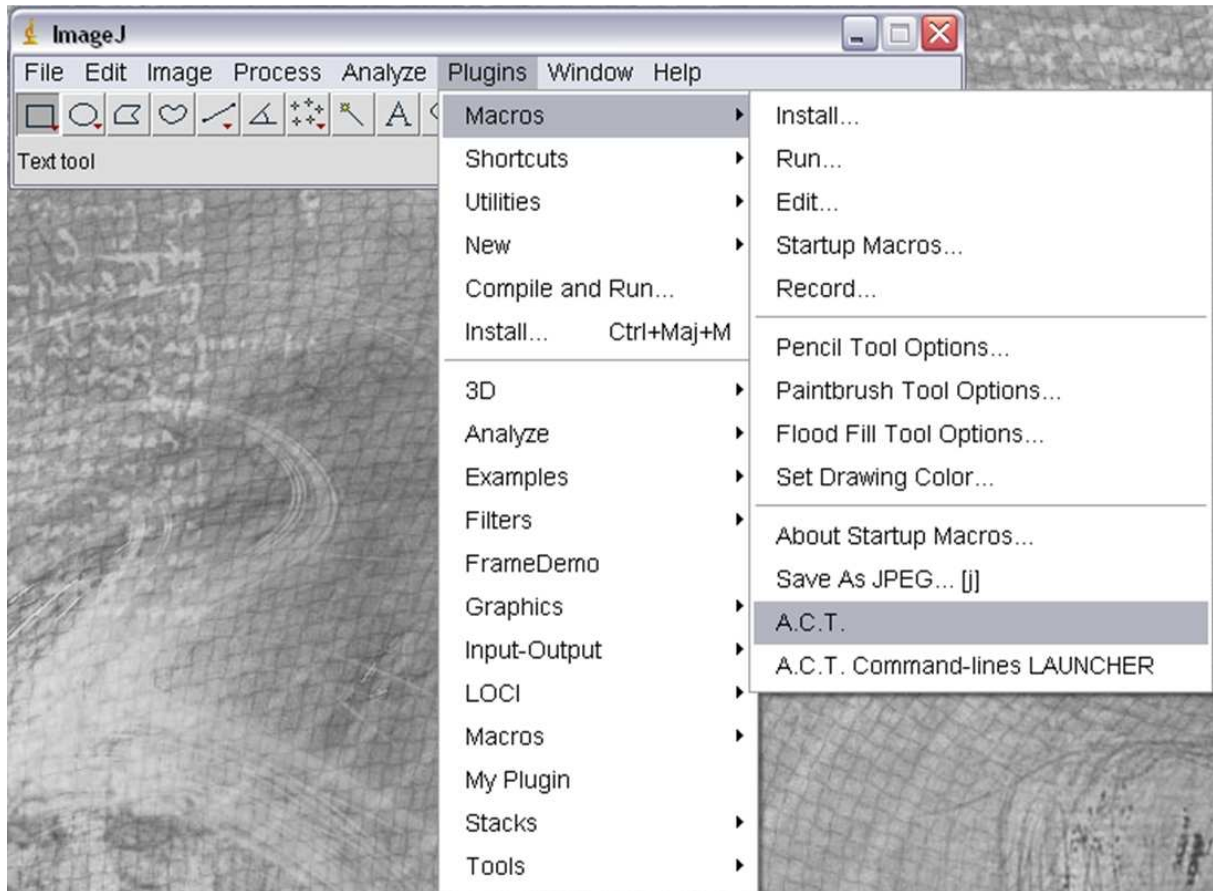 ImageJ
File Edit Image Process Analyze Plugins Window Help
A
Text tool
Macros
Shortcuts
Utilities
New
Compile and Run...
Install... Ctrl+Maj+M
3D
Analyze
Examples
Filters
FrameDemo
Graphics
Input-Output
LOCI
Macros
My Plugin
Stacks
Tools
Install...
Run...
Edit...
Startup Macros...
Record...
Pencil Tool Options...
Paintbrush Tool Options...
Flood Fill Tool Options...
Set Drawing Color...
About Startup Macros...
Save As JPEG... [j]
A.C.T.
A.C.T. Command-lines LAUNCHER